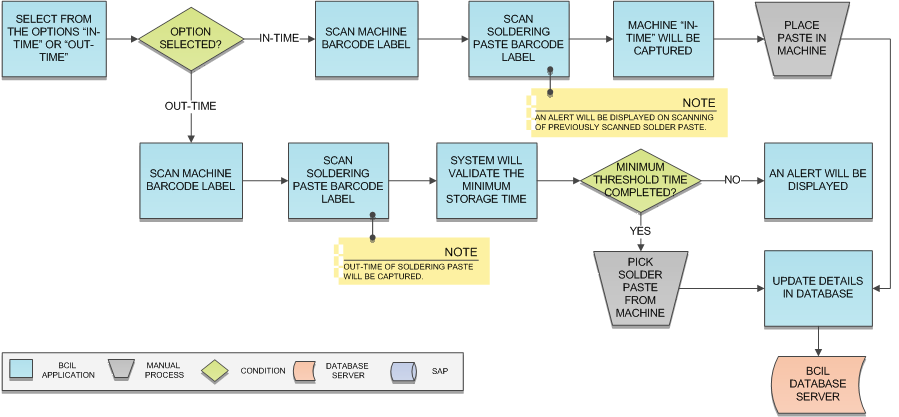 SELECT FROM
THE OPTIONS “IN-
TIME” OR “OUT-
TIME”
OPTION
SELECTED?
IN-TIME
SCAN MACHINE
BARCODE LABEL
SCAN
SOLDERING
PASTE BARCODE
LABEL
MACHINE “IN-
TIME” WILL BE
CAPTURED
PLACE
PASTE IN
MACHINE
NOTE
AN ALERT WILL BE DISPLAYED ON SCANNING
OF PREVIOUSLY SCANNED SOLDER PASTE.
OUT-TIME
SCAN MACHINE
BARCODE LABEL
SCAN
SOLDERING
PASTE BARCODE
LABEL
SYSTEM WILL
VALIDATE THE
MINIMUM
STORAGE TIME
MINIMUM
THRESHOLD TIME
COMPLETED?
NO
AN ALERT WILL BE
DISPLAYED
YES
NOTE
OUT-TIME OF SOLDERING PASTE
WILL BE CAPTURED.
PICK
SOLDER
PASTE
FROM
MACHINE
UPDATE DETAILS
IN DATABASE
BCIL
DATABASE
SERVER
BCIL
APPLICATION
MANUAL
PROCESS
CONDITION
DATABASE
SERVER
SAP